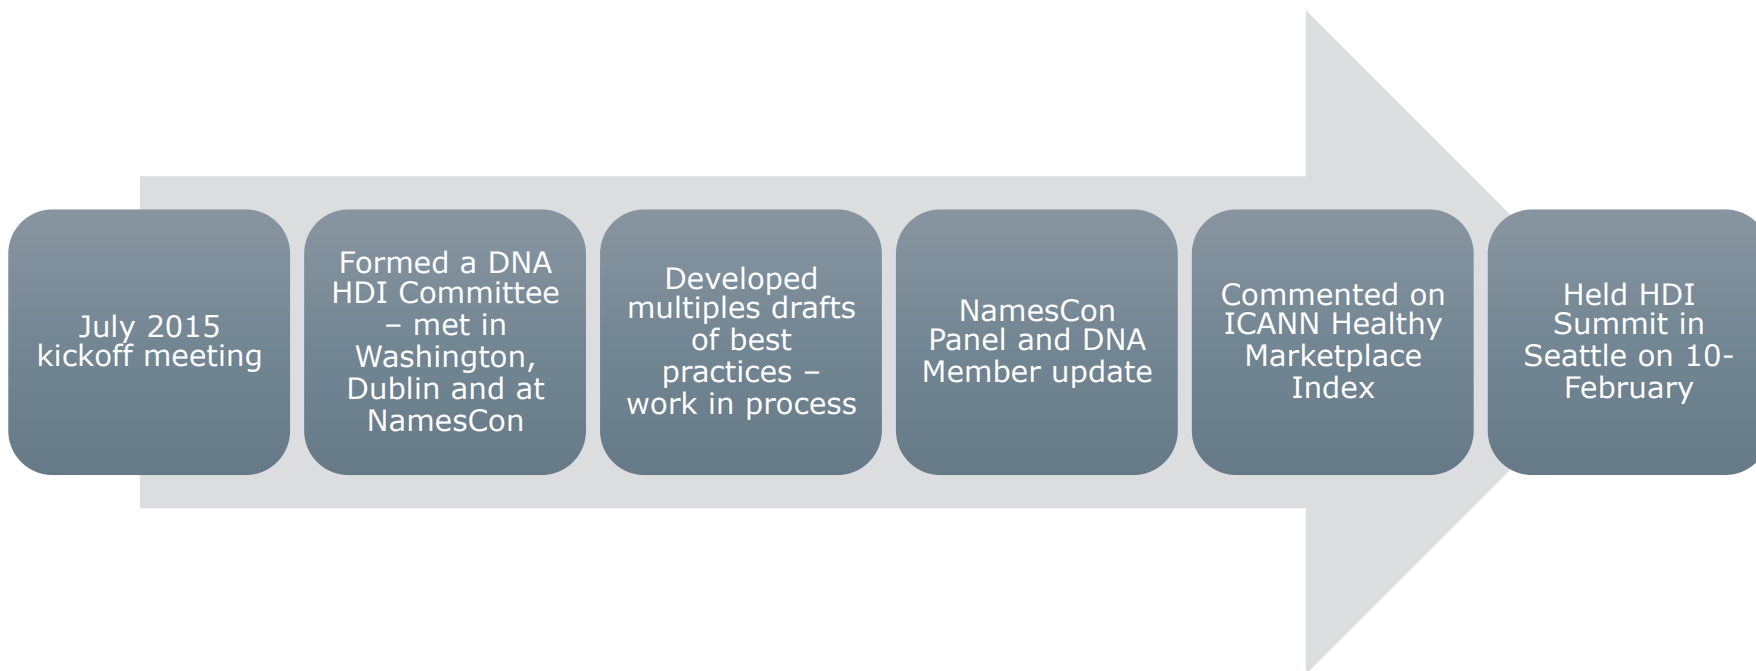 July 2015
kickoff meeting
Formed a DNA
HDI Committee
– met in
Washington,
Dublin and at
NamesCon
Developed
multiples drafts
of best
practices –
work in process
NamesCon
Panel and DNA
Member update
Commented on
ICANN Healthy
Marketplace
Index
Held HDI
Summit in
Seattle on 10-
February